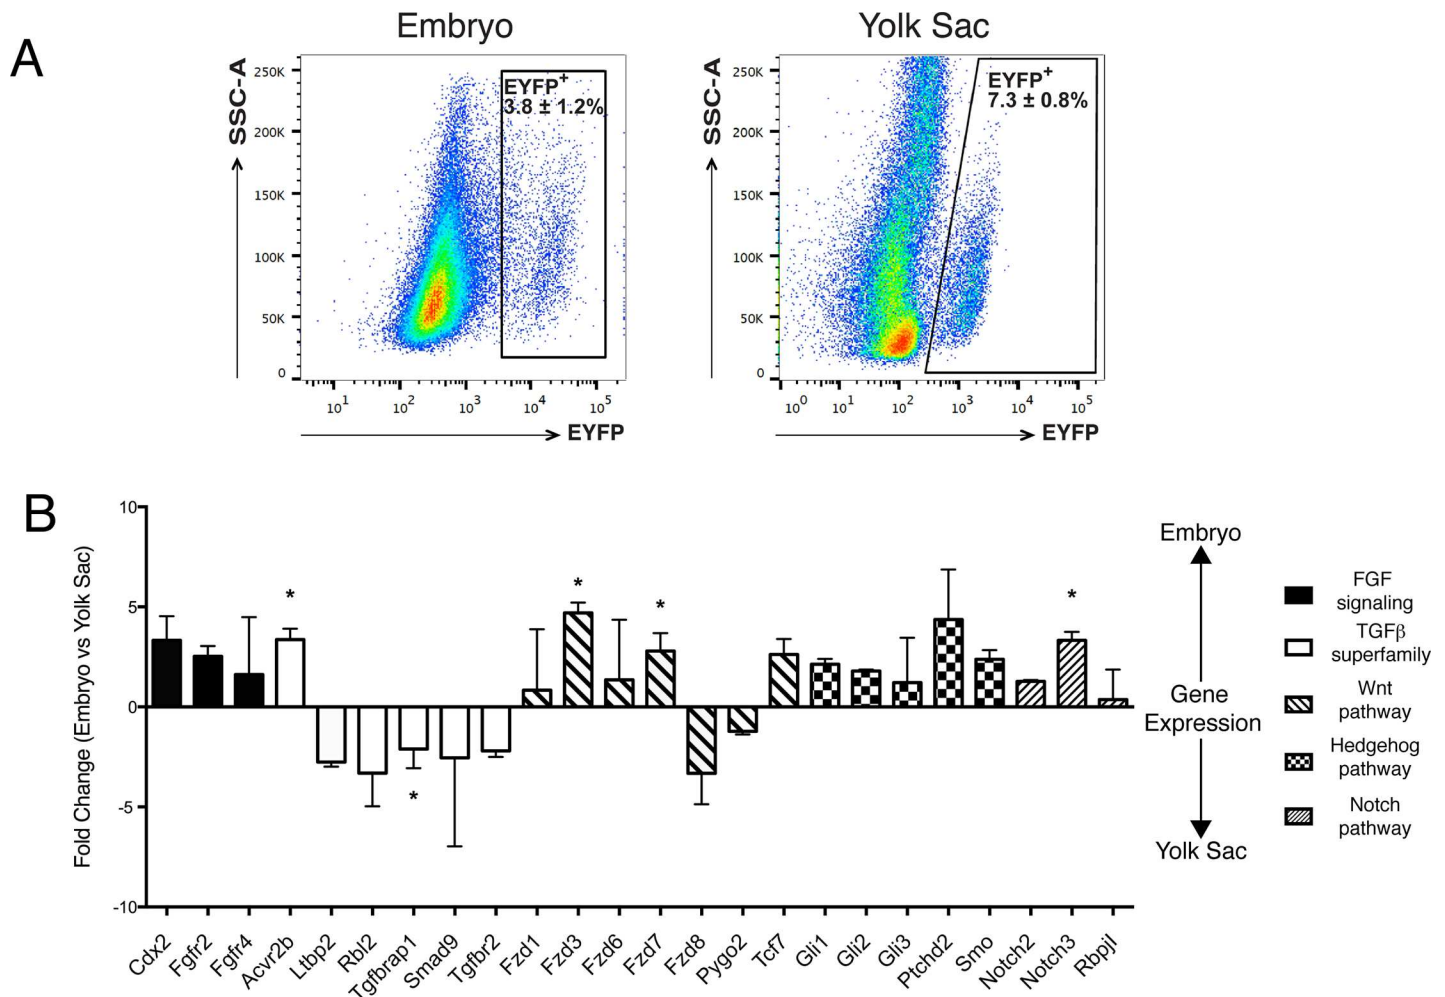 A
Embryo
Yolk Sac
SSC-A
250K
200K
150K
100K
50K
0
EYFP+
3.8 ± 1.2%
10^1 10^2 10^3 10^4 10^5
EYFP
SSC-A
250K
200K
150K
100K
50K
0
EYFP+
7.3 ± 0.8%
10^0 10^1 10^2 10^3 10^4 10^5
EYFP
B
Fold Change (Embryo vs Yolk Sac)
10
5
0
-5
-10
* * * * *
Cdx2
Fgfr2
Fgfr4
Acvr2b
Ltbp2
Rbl2
Tgfbrap1
Smad9
Tgfbr2
Fzd1
Fzd3
Fzd6
Fzd7
Fzd8
Pygo2
Tcf7
Gli1
Gli2
Gli3
Ptchd2
Smo
Notch2
Notch3
Rbpjl
Embryo
Gene
Expression
Yolk Sac
FGF
signaling
TGFβ
superfamily
Wnt
pathway
Hedgehog
pathway
Notch
pathway